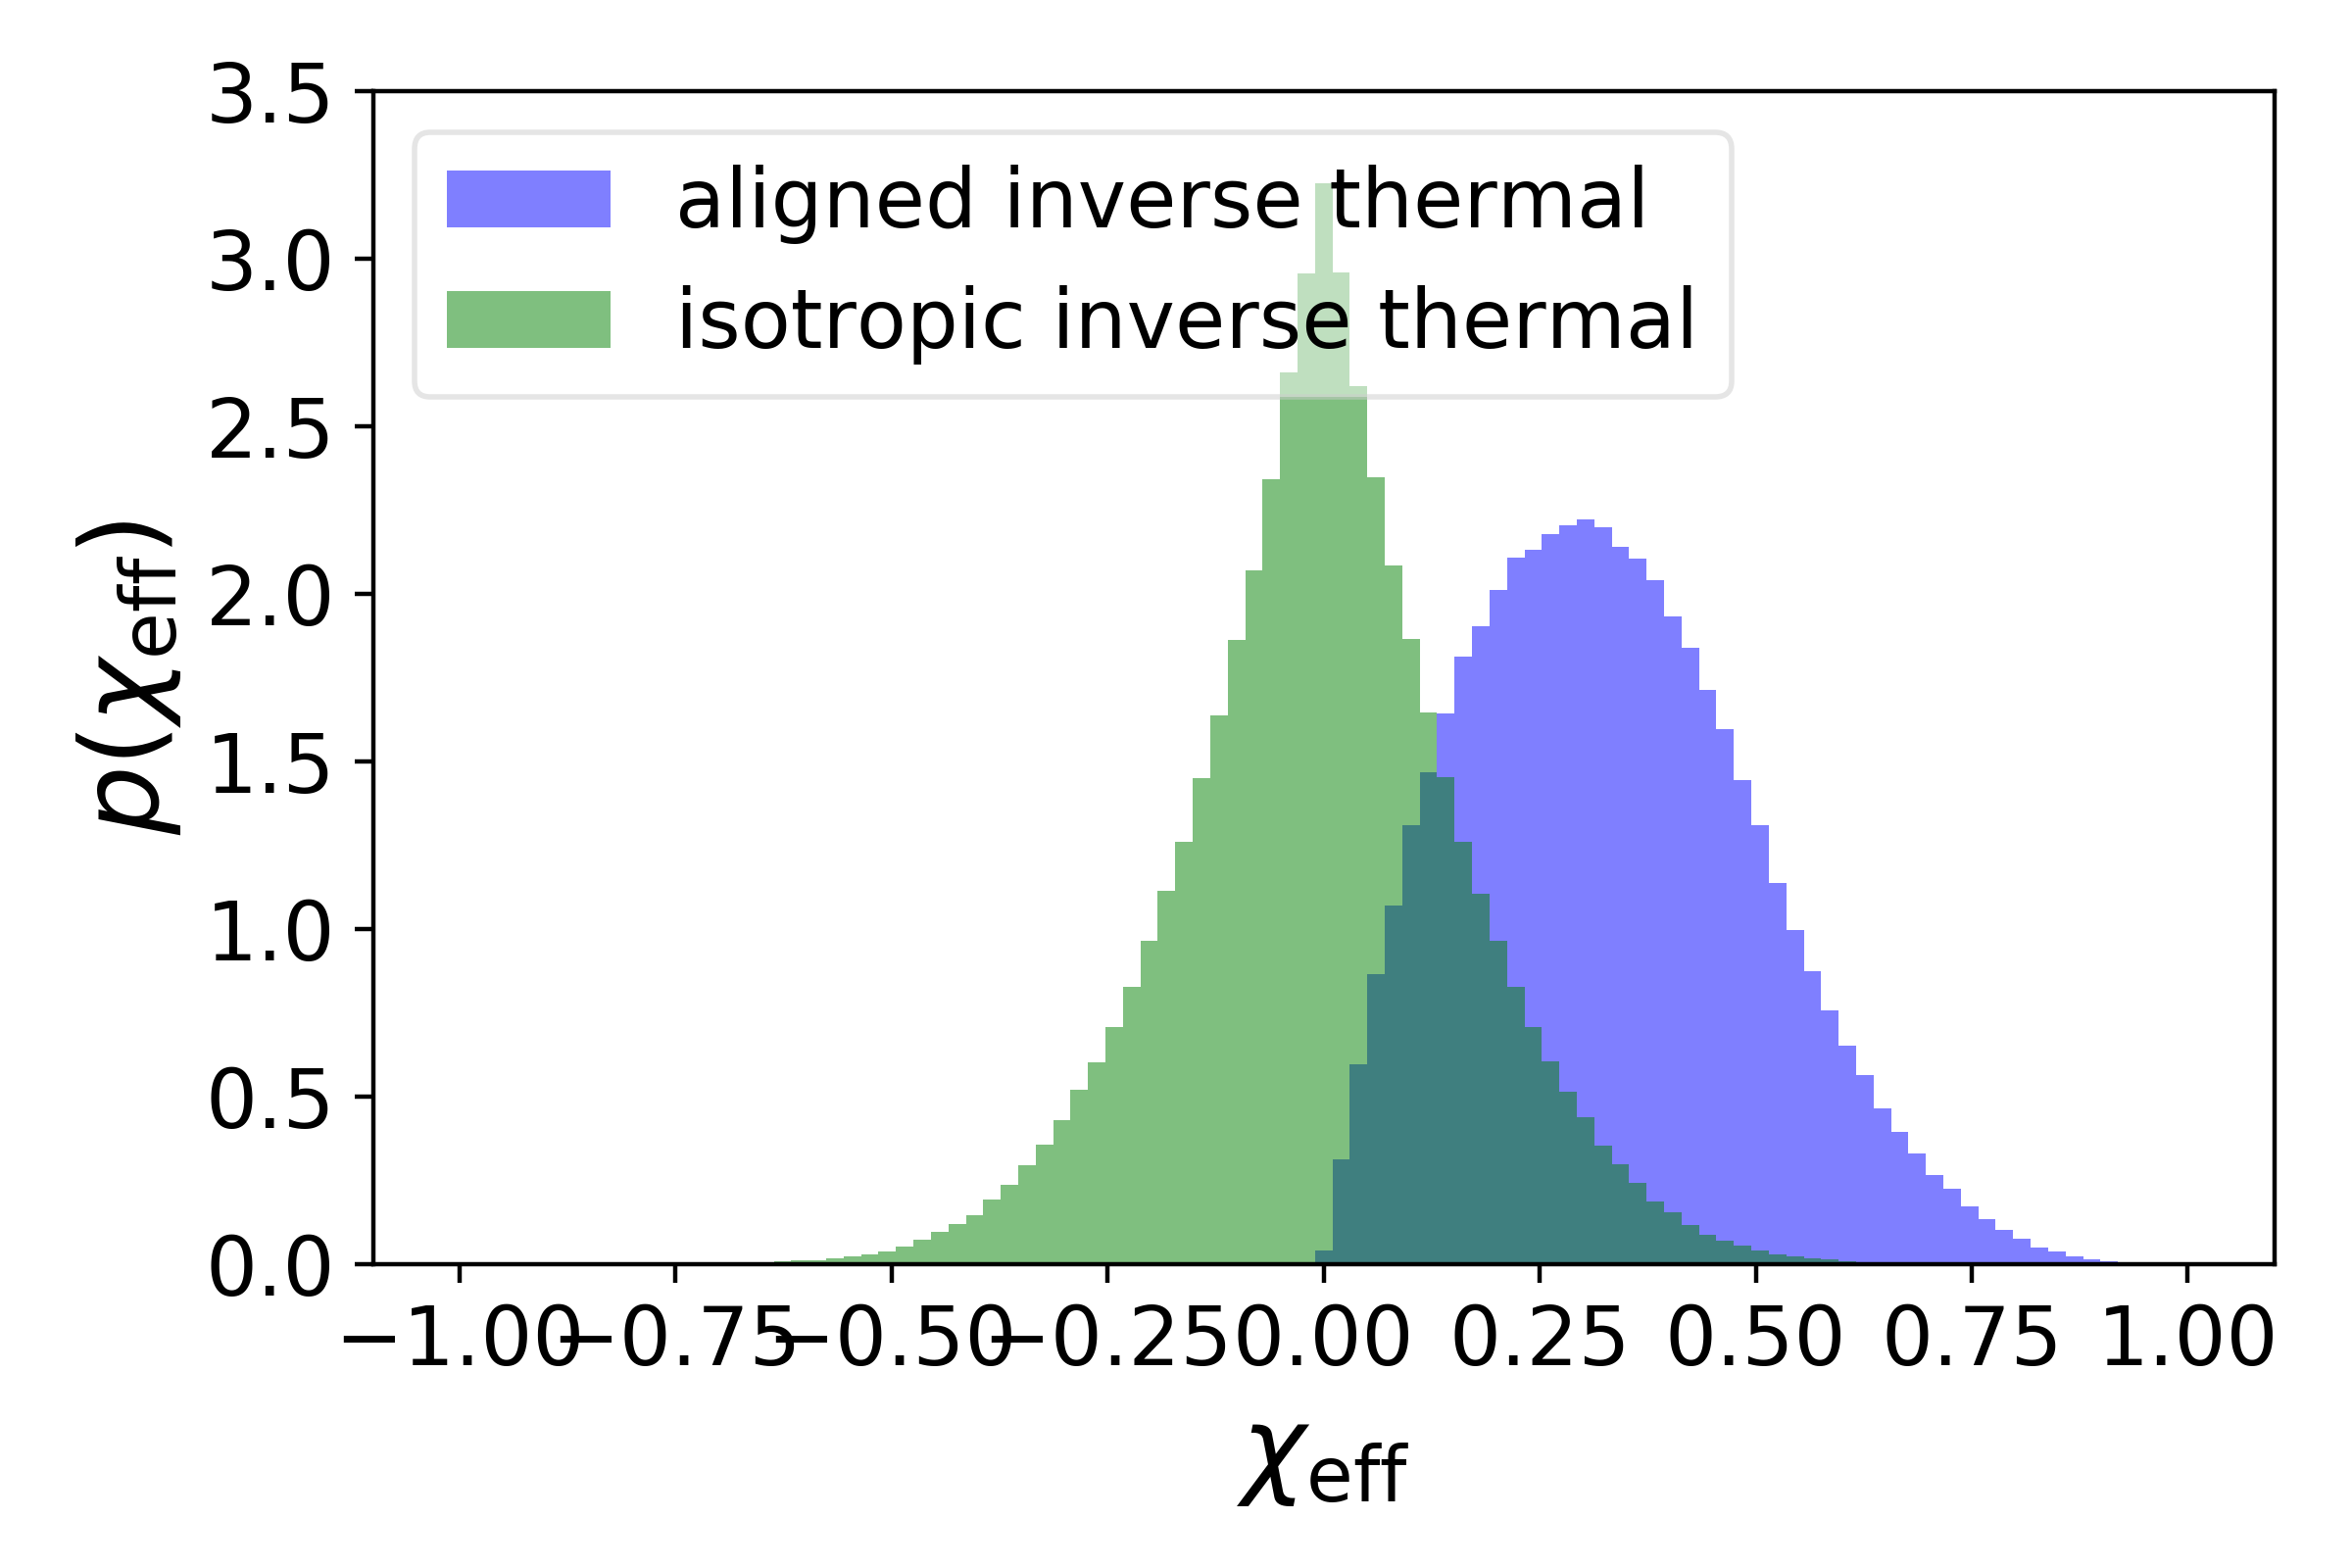 3.5
3.0
2.5
2.0
1.5
1.0
0.5
0.0
p(χeff)
aligned inverse thermal
isotropic inverse thermal
−1.00 −0.75 −0.50 −0.25 0.00 0.25 0.50 0.75 1.00
χeff